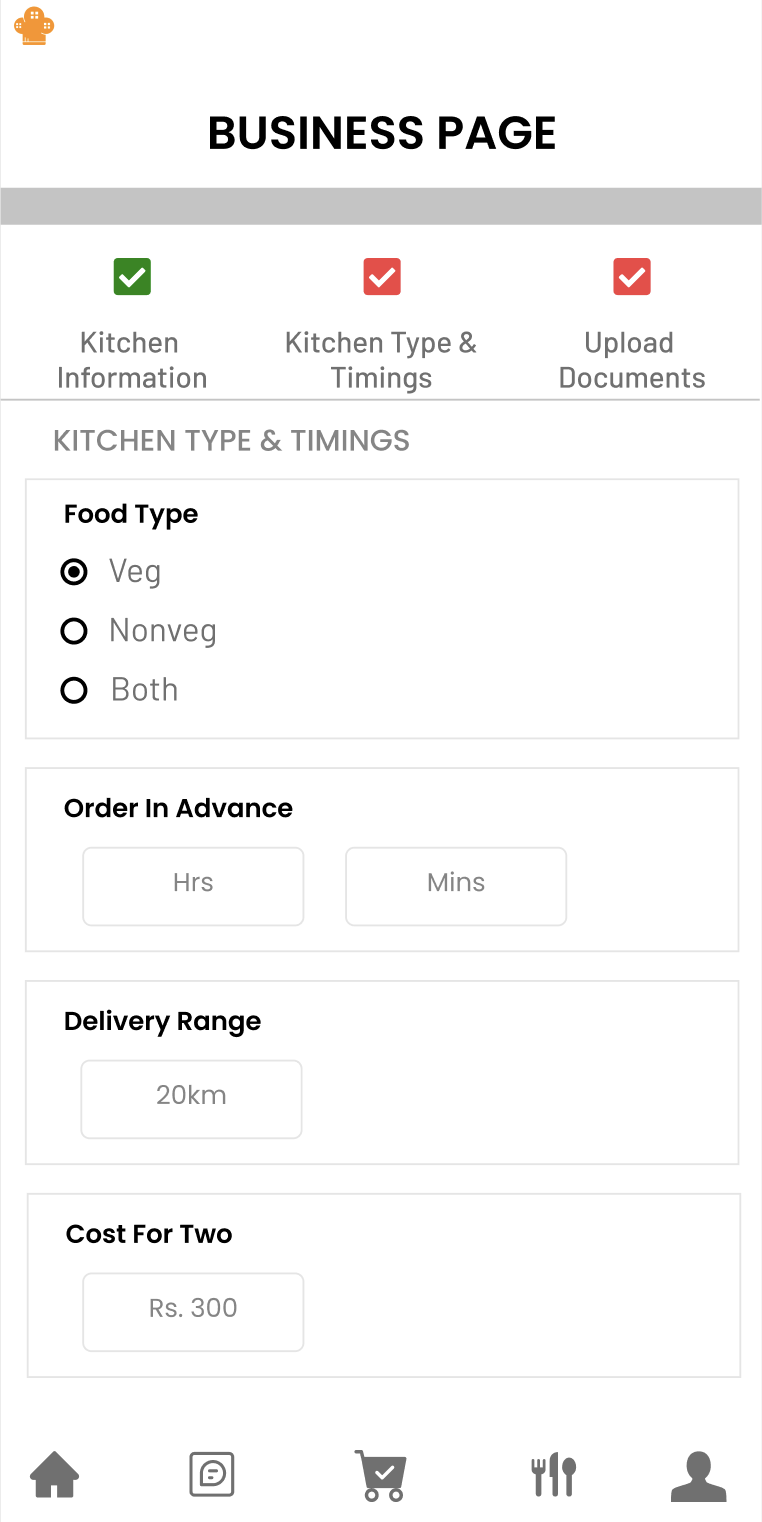 BUSINESS PAGE
Kitchen
Information
Kitchen Type &
Timings
Upload
Documents
KITCHEN TYPE & TIMINGS
Food Type
Veg
Nonveg
Both
Order In Advance
Hrs
Mins
Delivery Range
20km
Cost For Two
Rs. 300